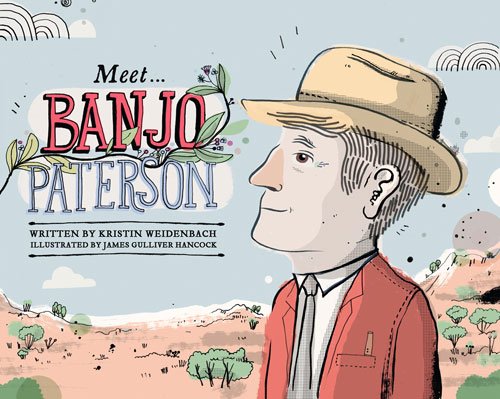 Meet...
BANJO
PATERSON
WRITTEN BY KRISTIN WEIDENBACH
ILLUSTRATED BY JAMES GULLIVER HANCOCK